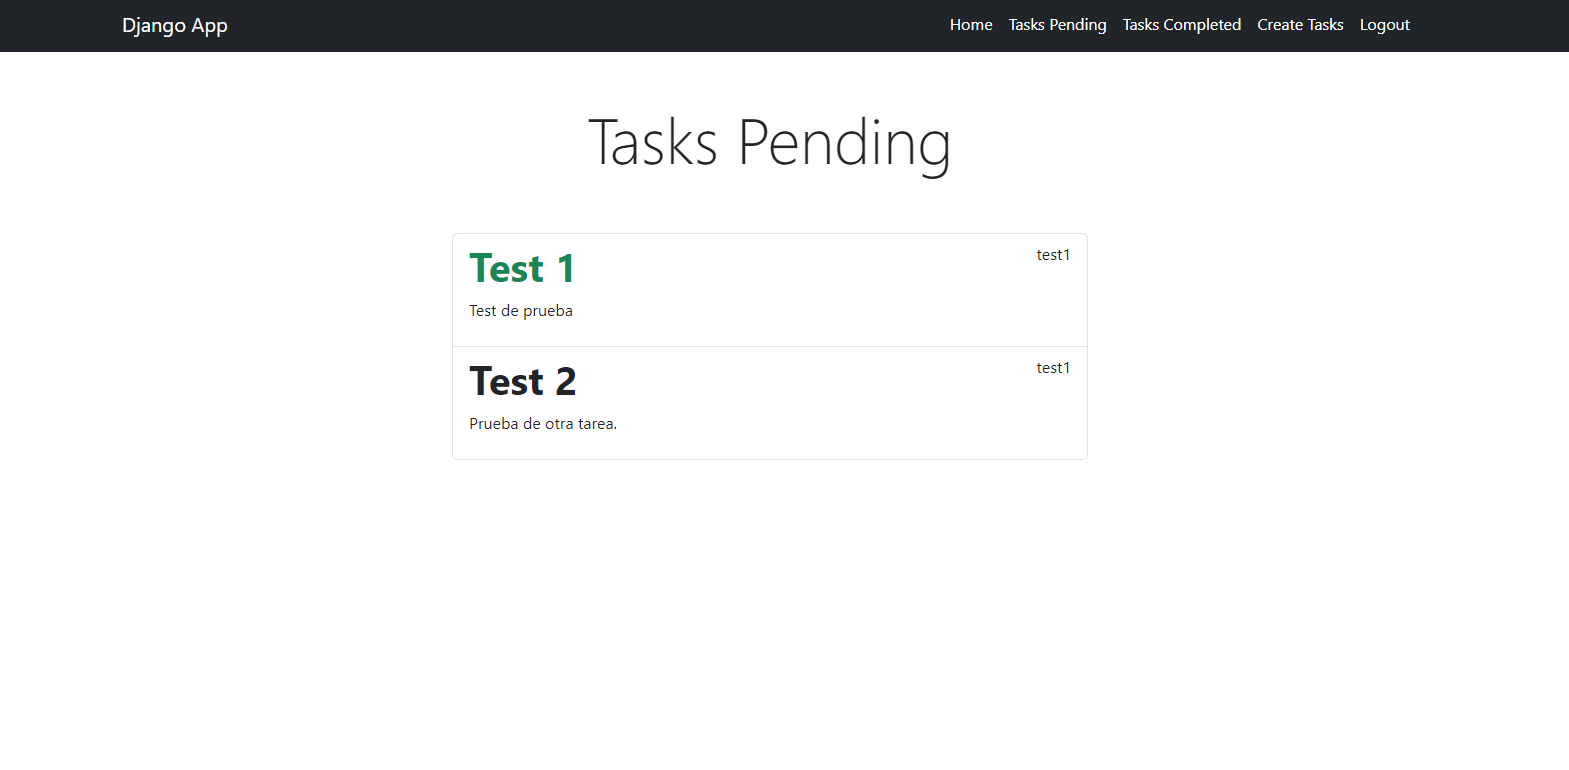 Django App
Home Tasks Pending Tasks Completed Create Tasks Logout
Tasks Pending
Test 1
test1
Test de prueba
Test 2
test1
Prueba de otra tarea.